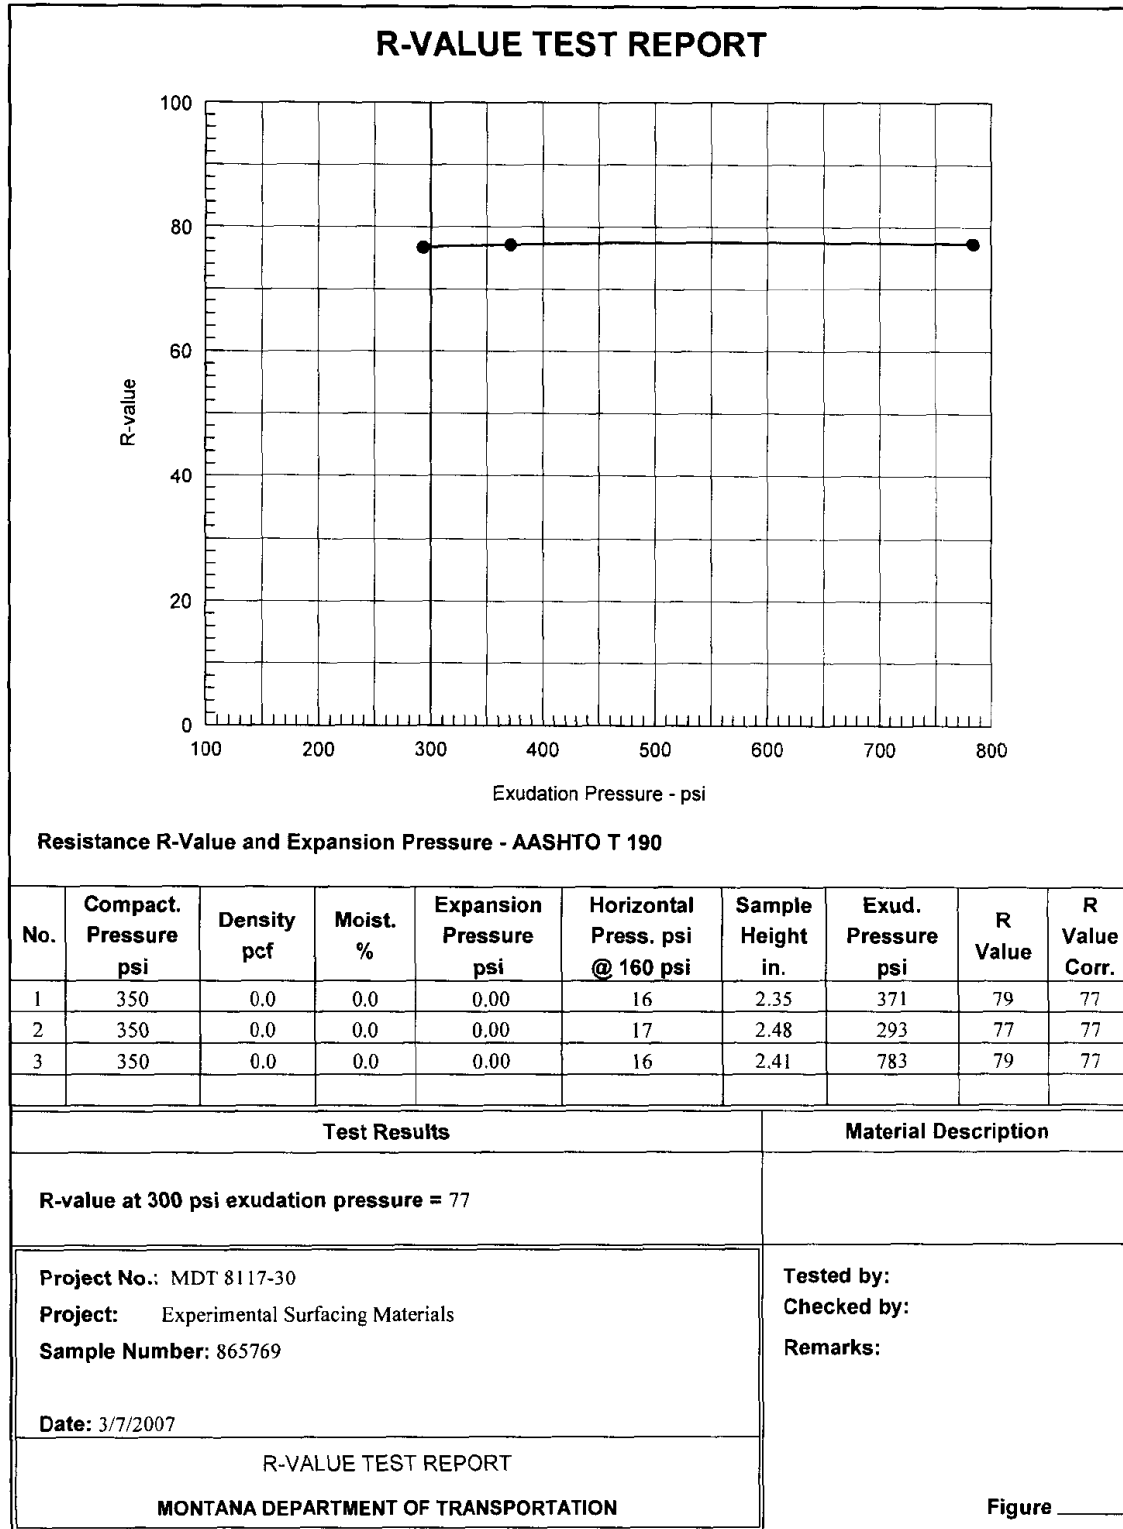 R-VALUE TEST REPORT
100
80
60
40
20
0
R-value
100 200 300 400 500 600 700 800
Exudation Pressure - psi
Resistance R-Value and Expansion Pressure - AASHTO T 190
No. Compact. Pressure psi Density pcf Moist. % Expansion Pressure psi Horizontal Press. psi @ 160 psi Sample Height in. Exud. Pressure psi R Value R Value Corr.
1 350 0.0 0.0 0.00 16 2.35 371 79 77
2 350 0.0 0.0 0.00 17 2.48 293 77 77
3 350 0.0 0.0 0.00 16 2.41 783 79 77
Test Results Material Description
R-value at 300 psi exudation pressure = 77
Project No.: MDT 8117-30
Project: Experimental Surfacing Materials
Sample Number: 865769
Date: 3/7/2007
Tested by:
Checked by:
Remarks:
R-VALUE TEST REPORT
MONTANA DEPARTMENT OF TRANSPORTATION
Figure